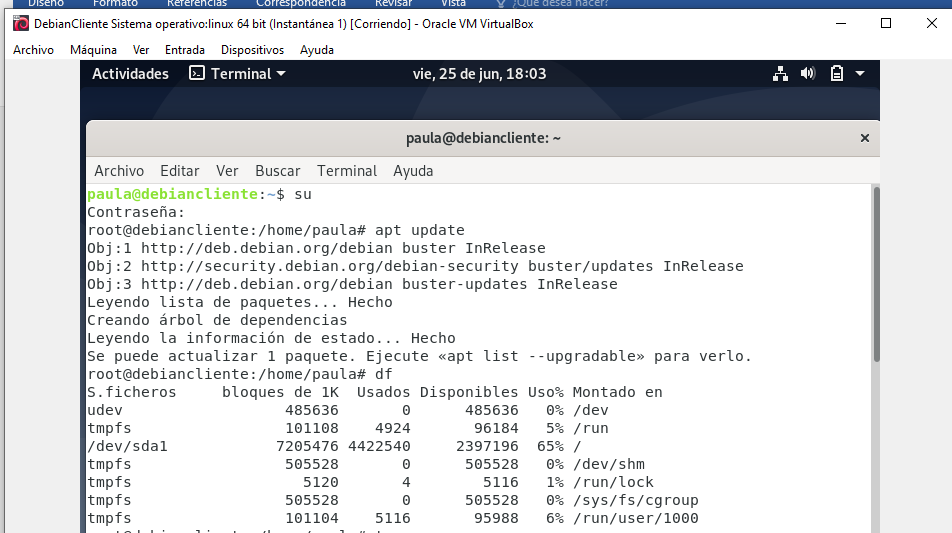 Diseño Formato Referencias Correspondencia Revisar Vista ¿Qué desea hacer?
DebianCliente Sistema operativo:linux 64 bit (Instantánea 1) [Corriendo] - Oracle VM VirtualBox
Archivo Máquina Ver Entrada Dispositivos Ayuda
Actividades Terminal vie, 25 de jun, 18:03
paula@debiancliente: ~
Archivo Editar Ver Buscar Terminal Ayuda
paula@debiancliente:~$ su
Contraseña:
root@debiancliente:/home/paula# apt update
Obj:1 http://deb.debian.org/debian buster InRelease
Obj:2 http://security.debian.org/debian-security buster/updates InRelease
Obj:3 http://deb.debian.org/debian buster-updates InRelease
Leyendo lista de paquetes... Hecho
Creando árbol de dependencias
Leyendo la información de estado... Hecho
Se puede actualizar 1 paquete. Ejecute «apt list --upgradable» para verlo.
root@debiancliente:/home/paula# df
S.ficheros bloques de 1K Usados Disponibles Uso% Montado en
udev 485636 0 485636 0% /dev
tmpfs 101108 4924 96184 5% /run
/dev/sda1 7205476 4422540 2397196 65% /
tmpfs 505528 0 505528 0% /dev/shm
tmpfs 5120 4 5116 1% /run/lock
tmpfs 505528 0 505528 0% /sys/fs/cgroup
tmpfs 101104 5116 95988 6% /run/user/1000